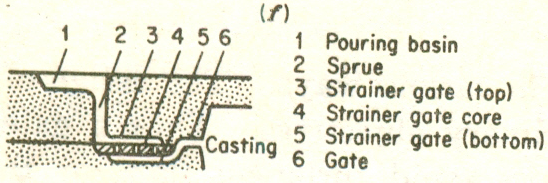 (f)
1 2 3 4 5 6
Casting
1 Pouring basin
2 Sprue
3 Strainer gate (top)
4 Strainer gate core
5 Strainer gate (bottom)
6 Gate